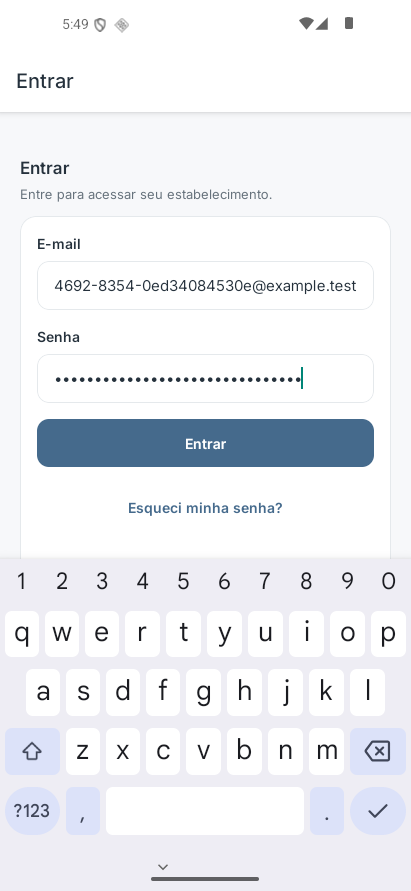 5:49
Entrar
Entrar
Entre para acessar seu estabelecimento.
E-mail
4692-8354-0ed34084530e@example.test
Senha
•••••••••••••••••••••••••••••••
Entrar
Esqueci minha senha?
1 2 3 4 5 6 7 8 9 0
q w e r t y u i o p
a s d f g h j k l
z x c v b n m
?123 , .